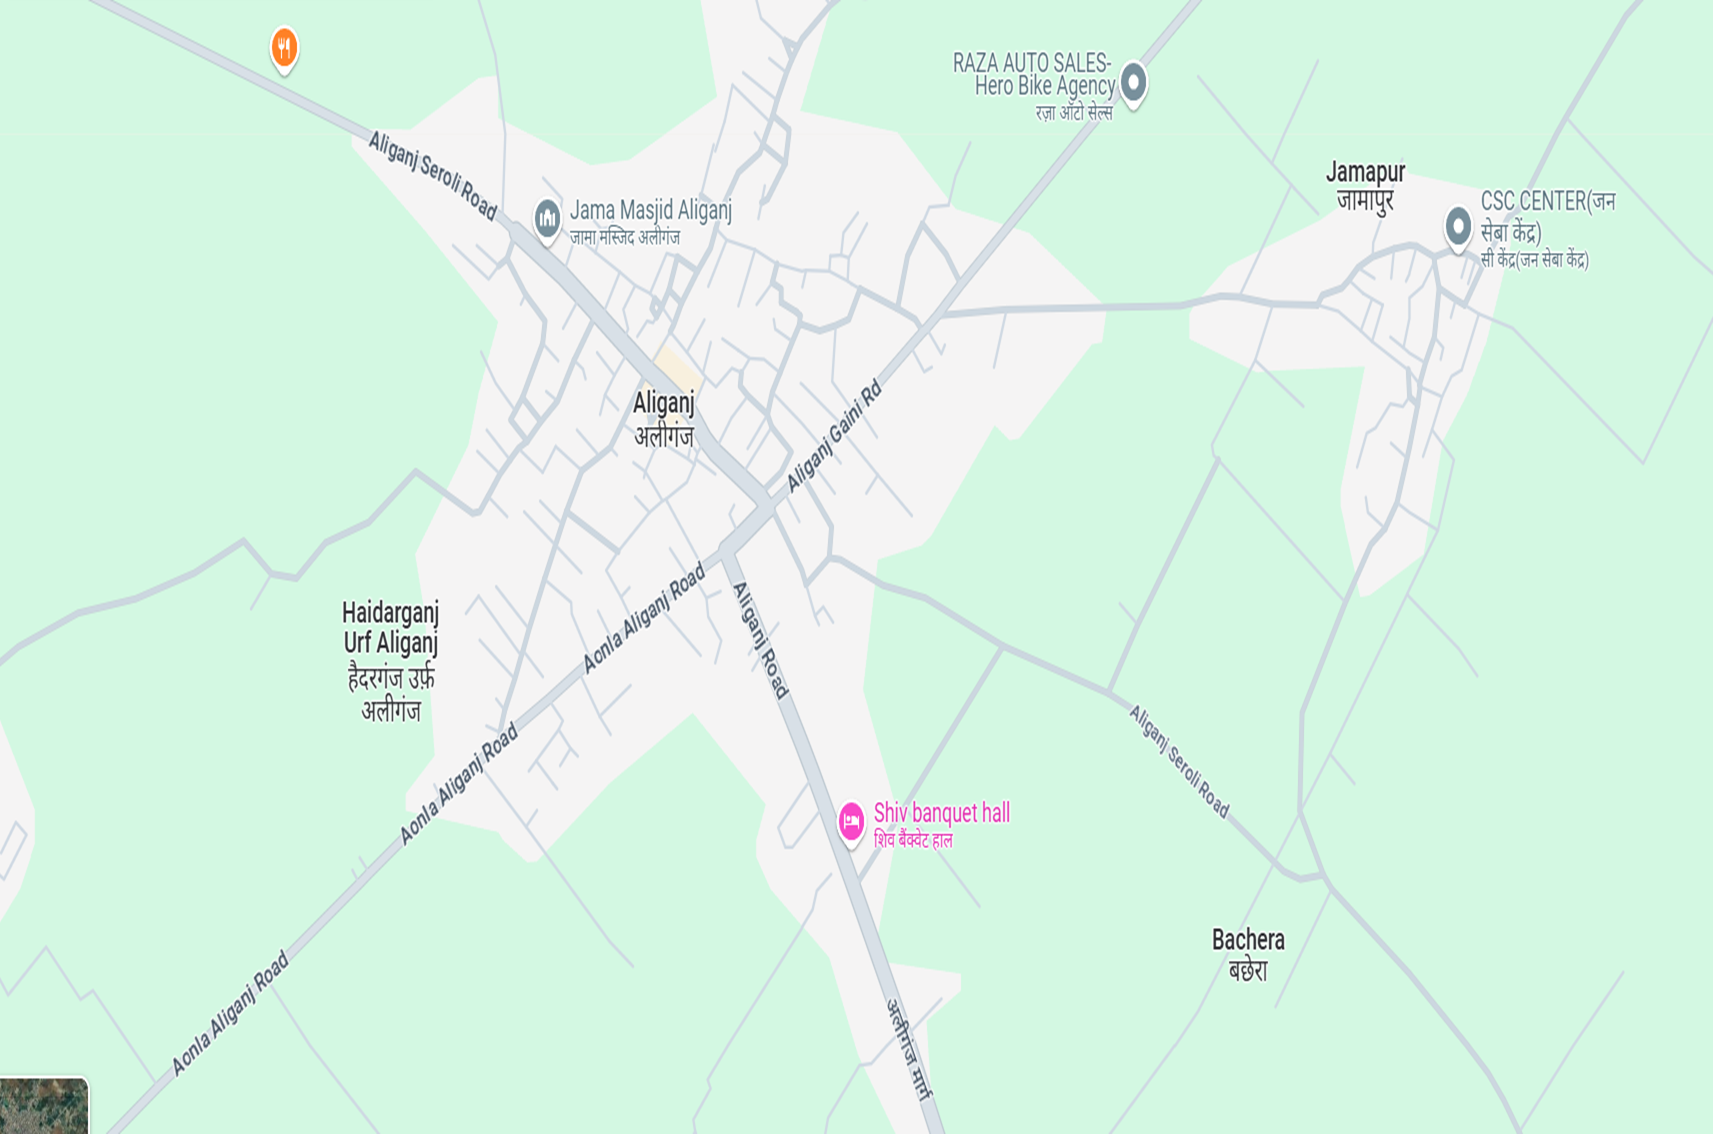 RAZA AUTO SALES-
Hero Bike Agency
रज़ा ऑटो सेल्स
Aliganj Seroli Road
Jamapur
जामापुर
CSC CENTER(जन
सेबा केंद्र)
सी केंद्र(जन सेबा केंद्र)
Jama Masjid Aliganj
जामा मस्जिद अलीगंज
Aliganj
अलीगंज
Aliganj Gaini Rd
Haidarganj
Urf Aliganj
हैदरगंज उर्फ़
अलीगंज
Aonla Aliganj Road
Aliganj Road
Aonla Aliganj Road
Aliganj Seroli Road
Shiv banquet hall
शिव बैंक्वेट हाल
Bachera
बछेरा
Aonla Aliganj Road
अलीगंज मार्ग